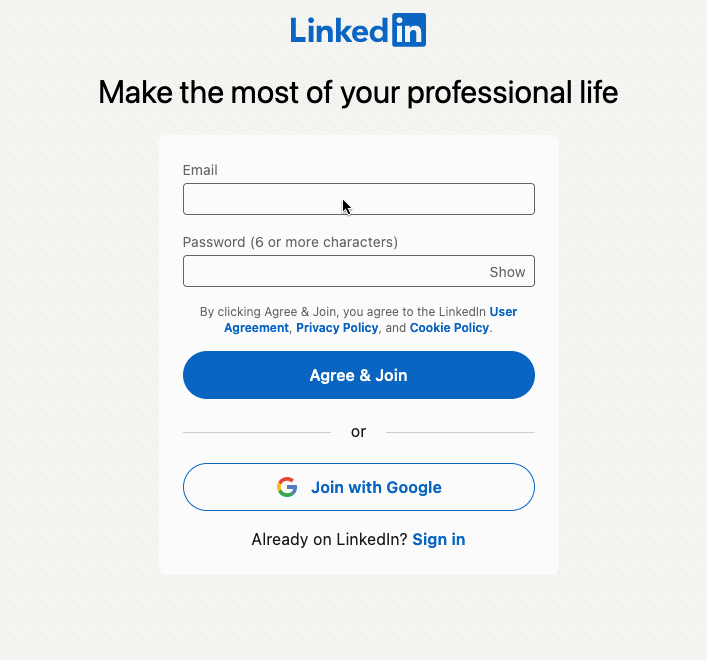 LinkedIn
Make the most of your professional life
Email
Password (6 or more characters)
Show
By clicking Agree & Join, you agree to the LinkedIn User
Agreement, Privacy Policy, and Cookie Policy.
Agree & Join
or
Join with Google
Already on LinkedIn? Sign in